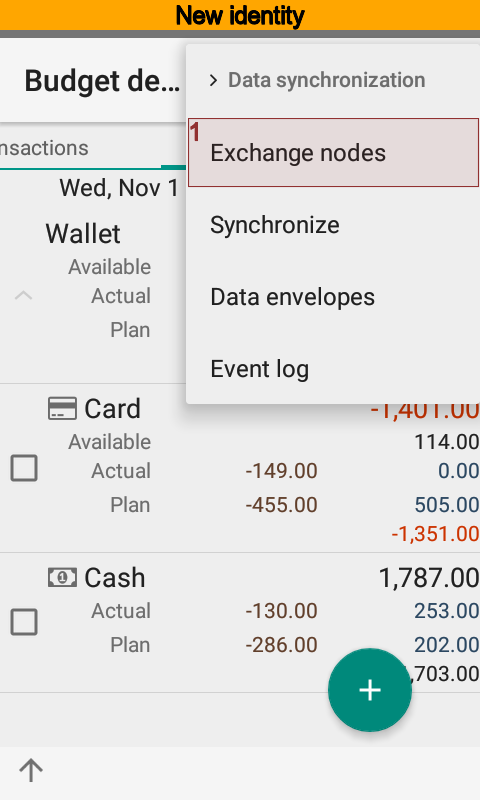 New identity
Budget de...
Data synchronization
1
Exchange nodes
Synchronize
Data envelopes
Event log
nsactions
Wed, Nov 1
Wallet
Available
Actual
Plan
Card -1,401.00
Available 114.00
Actual -149.00 0.00
Plan -455.00 505.00
-1,351.00
Cash 1,787.00
Actual -130.00 253.00
Plan -286.00 202.00
,703.00